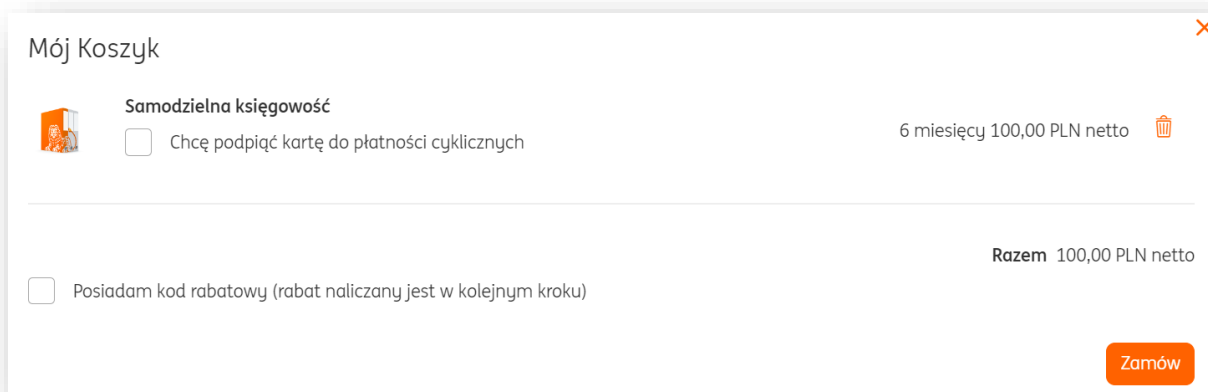 Mój Koszyk
Samodzielna księgowość
Chcę podpiąć kartę do płatności cyklicznych
6 miesięcy 100,00 PLN netto
Razem 100,00 PLN netto
Posiadam kod rabatowy (rabat naliczany jest w kolejnym kroku)
Zamów